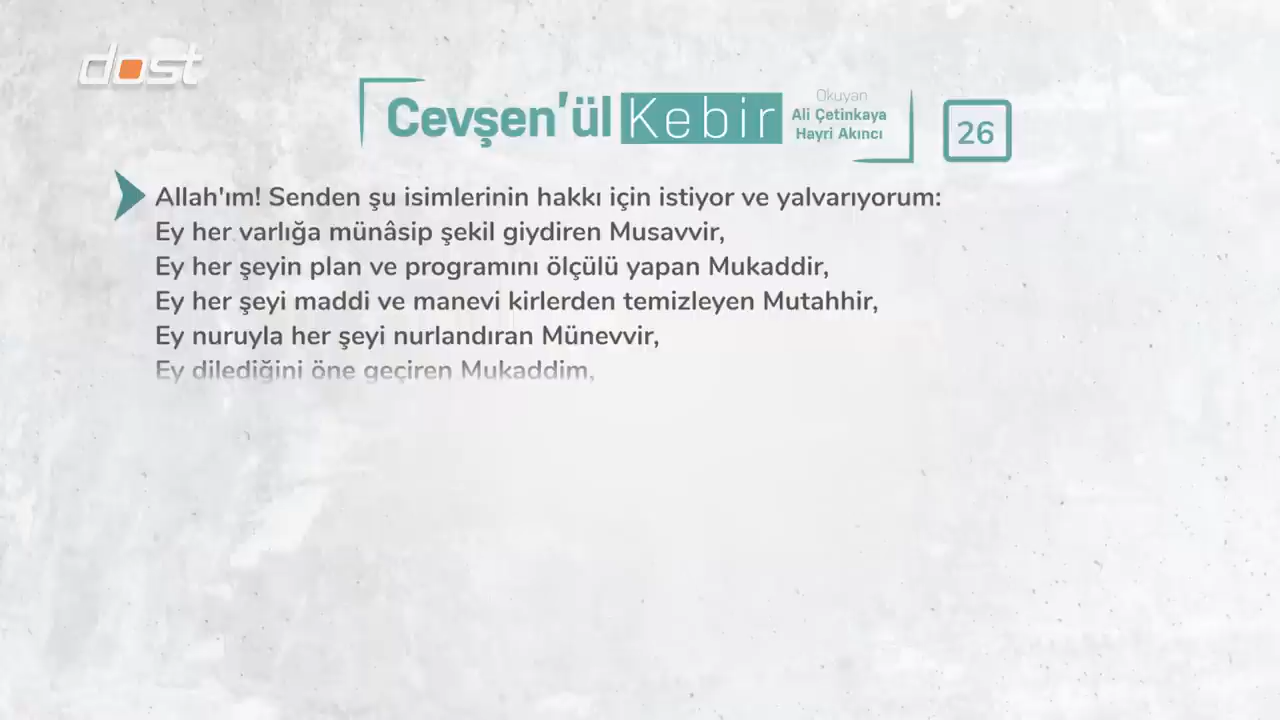 dost
Cevşen'ül Kebir
Okuyan
Ali Çetinkaya
Hayri Akıncı
26
Allah'ım! Senden şu isimlerinin hakkı için istiyor ve yalvarıyorum:
Ey her varlığa münâsip şekil giydiren Musavvir,
Ey her şeyin plan ve programını ölçülü yapan Mukaddir,
Ey her şeyi maddi ve manevi kirlerden temizleyen Mutahhir,
Ey nuruyla her şeyi nurlandıran Münevvir,
Ey dilediğini öne geçiren Mukaddim,